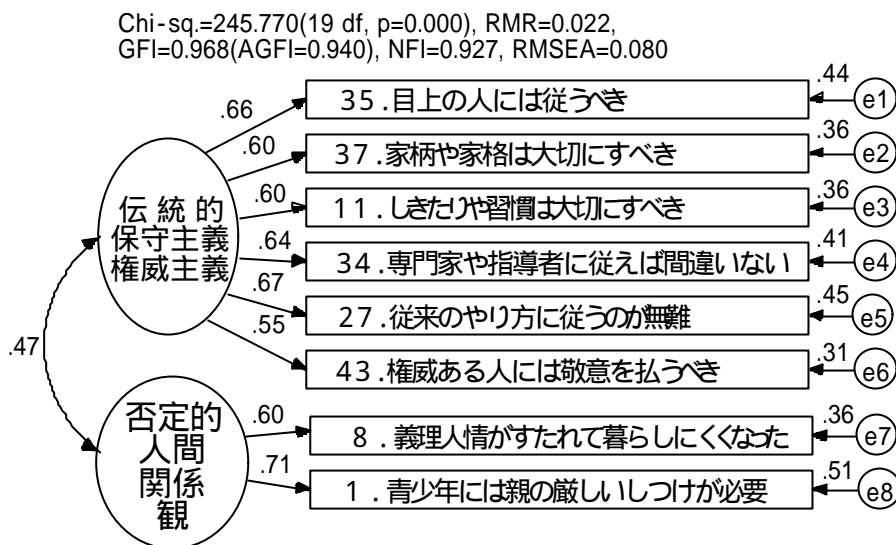 Chi-sq.=245.770(19 df, p=0.000), RMR=0.022,
GFI=0.968(AGFI=0.940), NFI=0.927, RMSEA=0.080
伝統的
保守主義
権威主義
.66
35.目上の人には従うべき
.44
e1
.60
37.家柄や家格は大切にすべき
.36
e2
.60
11.しきたりや習慣は大切にすべき
.36
e3
.64
34.専門家や指導者に従えば間違いない
.41
e4
.67
27.従来のやり方に従うのが無難
.45
e5
.55
43.権威ある人には敬意を払うべき
.31
e6
.47
否定的
人間
関係
観
.60
8.義理人情がすたれて暮らしにくくなった
.36
e7
.71
1.青少年には親の厳しいしつけが必要
.51
e8